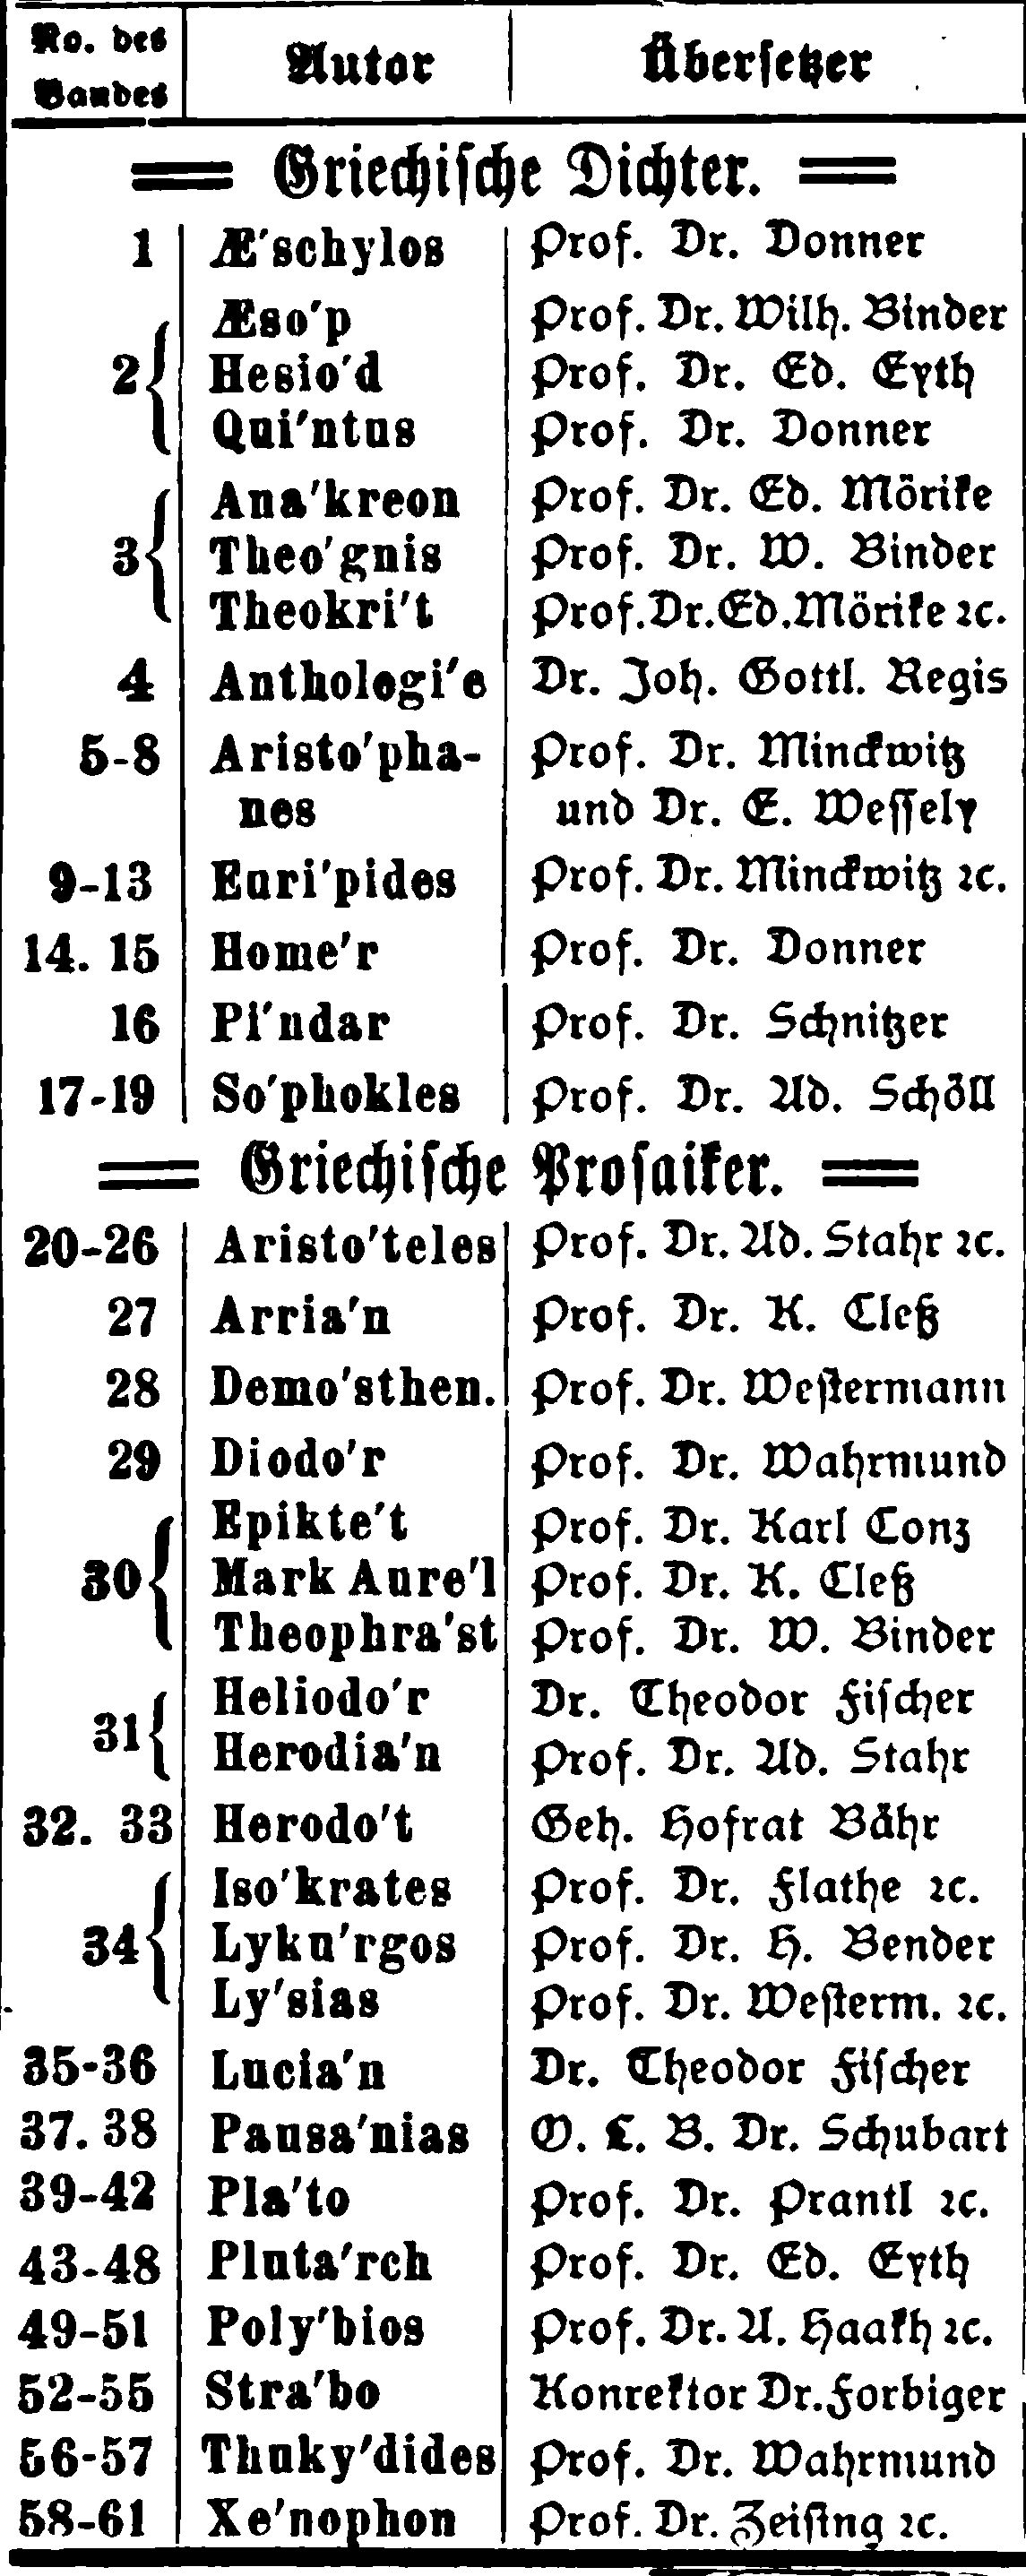 No. des Bandes | Autor | Übersetzer
Griechische Dichter.
1 Æ'schylos Prof. Dr. Donner
Æso'p Prof. Dr. Wilh. Binder
2 Hesio'd Prof. Dr. Ed. Eyth
Qui'ntus Prof. Dr. Donner
Ana'kreon Prof. Dr. Ed. Mörike
3 Theo'gnis Prof. Dr. W. Binder
Theokri't Prof. Dr. Ed. Mörike ꝛc.
4 Anthologi'e Dr. Joh. Gottl. Regis
5-8 Aristo'pha- Prof. Dr. Minckwitz
nes und Dr. E. Wessely
9-13 Euri'pides Prof. Dr. Minckwitz ꝛc.
14. 15 Home'r Prof. Dr. Donner
16 Pi'ndar Prof. Dr. Schnitzer
17-19 So'phokles Prof. Dr. Ad. Schöll
Griechische Prosaiker.
20-26 Aristo'teles Prof. Dr. Ad. Stahr ꝛc.
27 Arria'n Prof. Dr. K. Cleß
28 Demo'sthen. Prof. Dr. Westermann
29 Diodo'r Prof. Dr. Wahrmund
Epikte't Prof. Dr. Karl Conz
30 Mark Aure'l Prof. Dr. K. Cleß
Theophra'st Prof. Dr. W. Binder
Heliodo'r Dr. Theodor Fischer
31 Herodia'n Prof. Dr. Ad. Stahr
32. 33 Herodo't Geh. Hofrat Bähr
Iso'krates Prof. Dr. Flathe ꝛc.
34 Lyku'rgos Prof. Dr. H. Bender
Ly'sias Prof. Dr. Westerm. ꝛc.
35-36 Lucia'n Dr. Theodor Fischer
37. 38 Pausa'nias O. L. B. Dr. Schubart
39-42 Pla'to Prof. Dr. Prantl ꝛc.
43-48 Pluta'rch Prof. Dr. Ed. Eyth
49-51 Poly'bios Prof. Dr. A. Haakh ꝛc.
52-55 Stra'bo Konrektor Dr. Forbiger
56-57 Thuky'dides Prof. Dr. Wahrmund
58-61 Xe'nophon Prof. Dr. Zeising ꝛc.